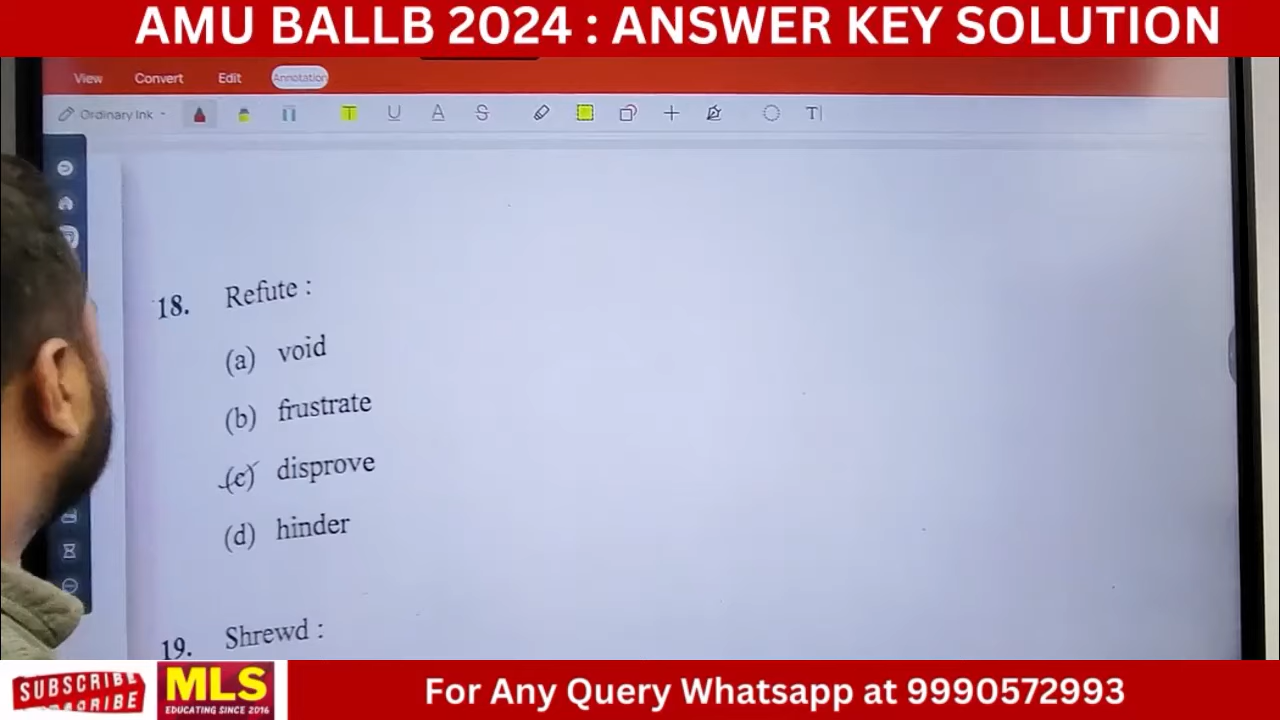 AMU BALLB 2024 : ANSWER KEY SOLUTION
View Convert Edit Annotation
Ordinary Ink
18. Refute :
(a) void
(b) frustrate
(c) disprove
(d) hinder
19. Shrewd :
SUBSCRIBE
MLS
EDUCATING SINCE 2016
For Any Query Whatsapp at 9990572993